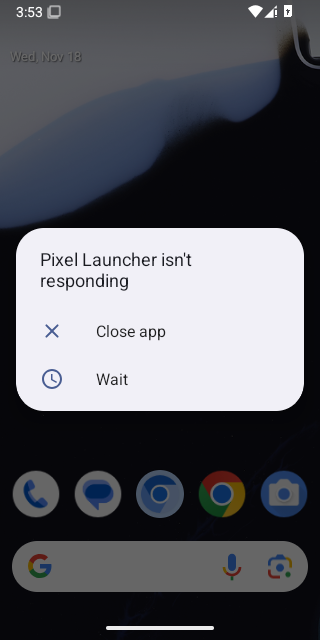 3:53
Wed, Nov 18
Pixel Launcher isn't
responding
Close app
Wait